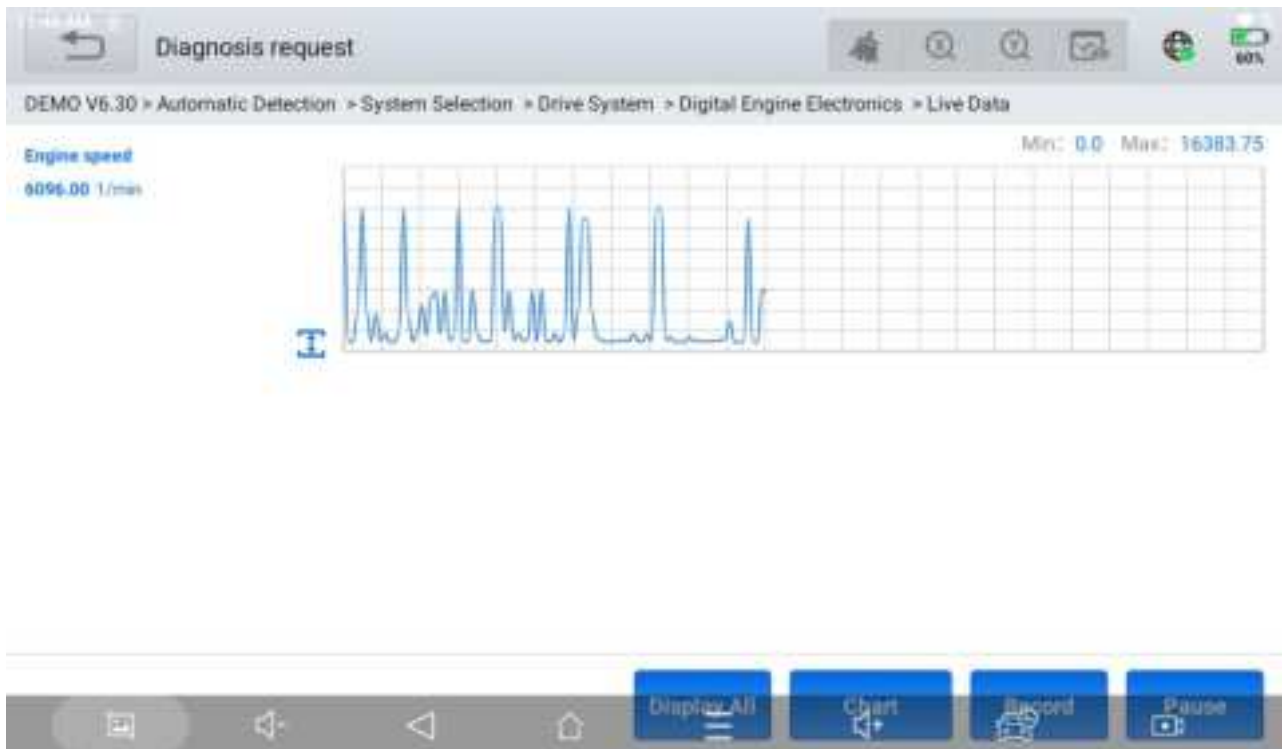 Diagnosis request
60%
DEMO V6.30 > Automatic Detection > System Selection > Drive System > Digital Engine Electronics > Live Data
Min: 0.0 Max: 16383.75
Engine speed
6096.00 1/min
Display All
Chart
Record
Pause